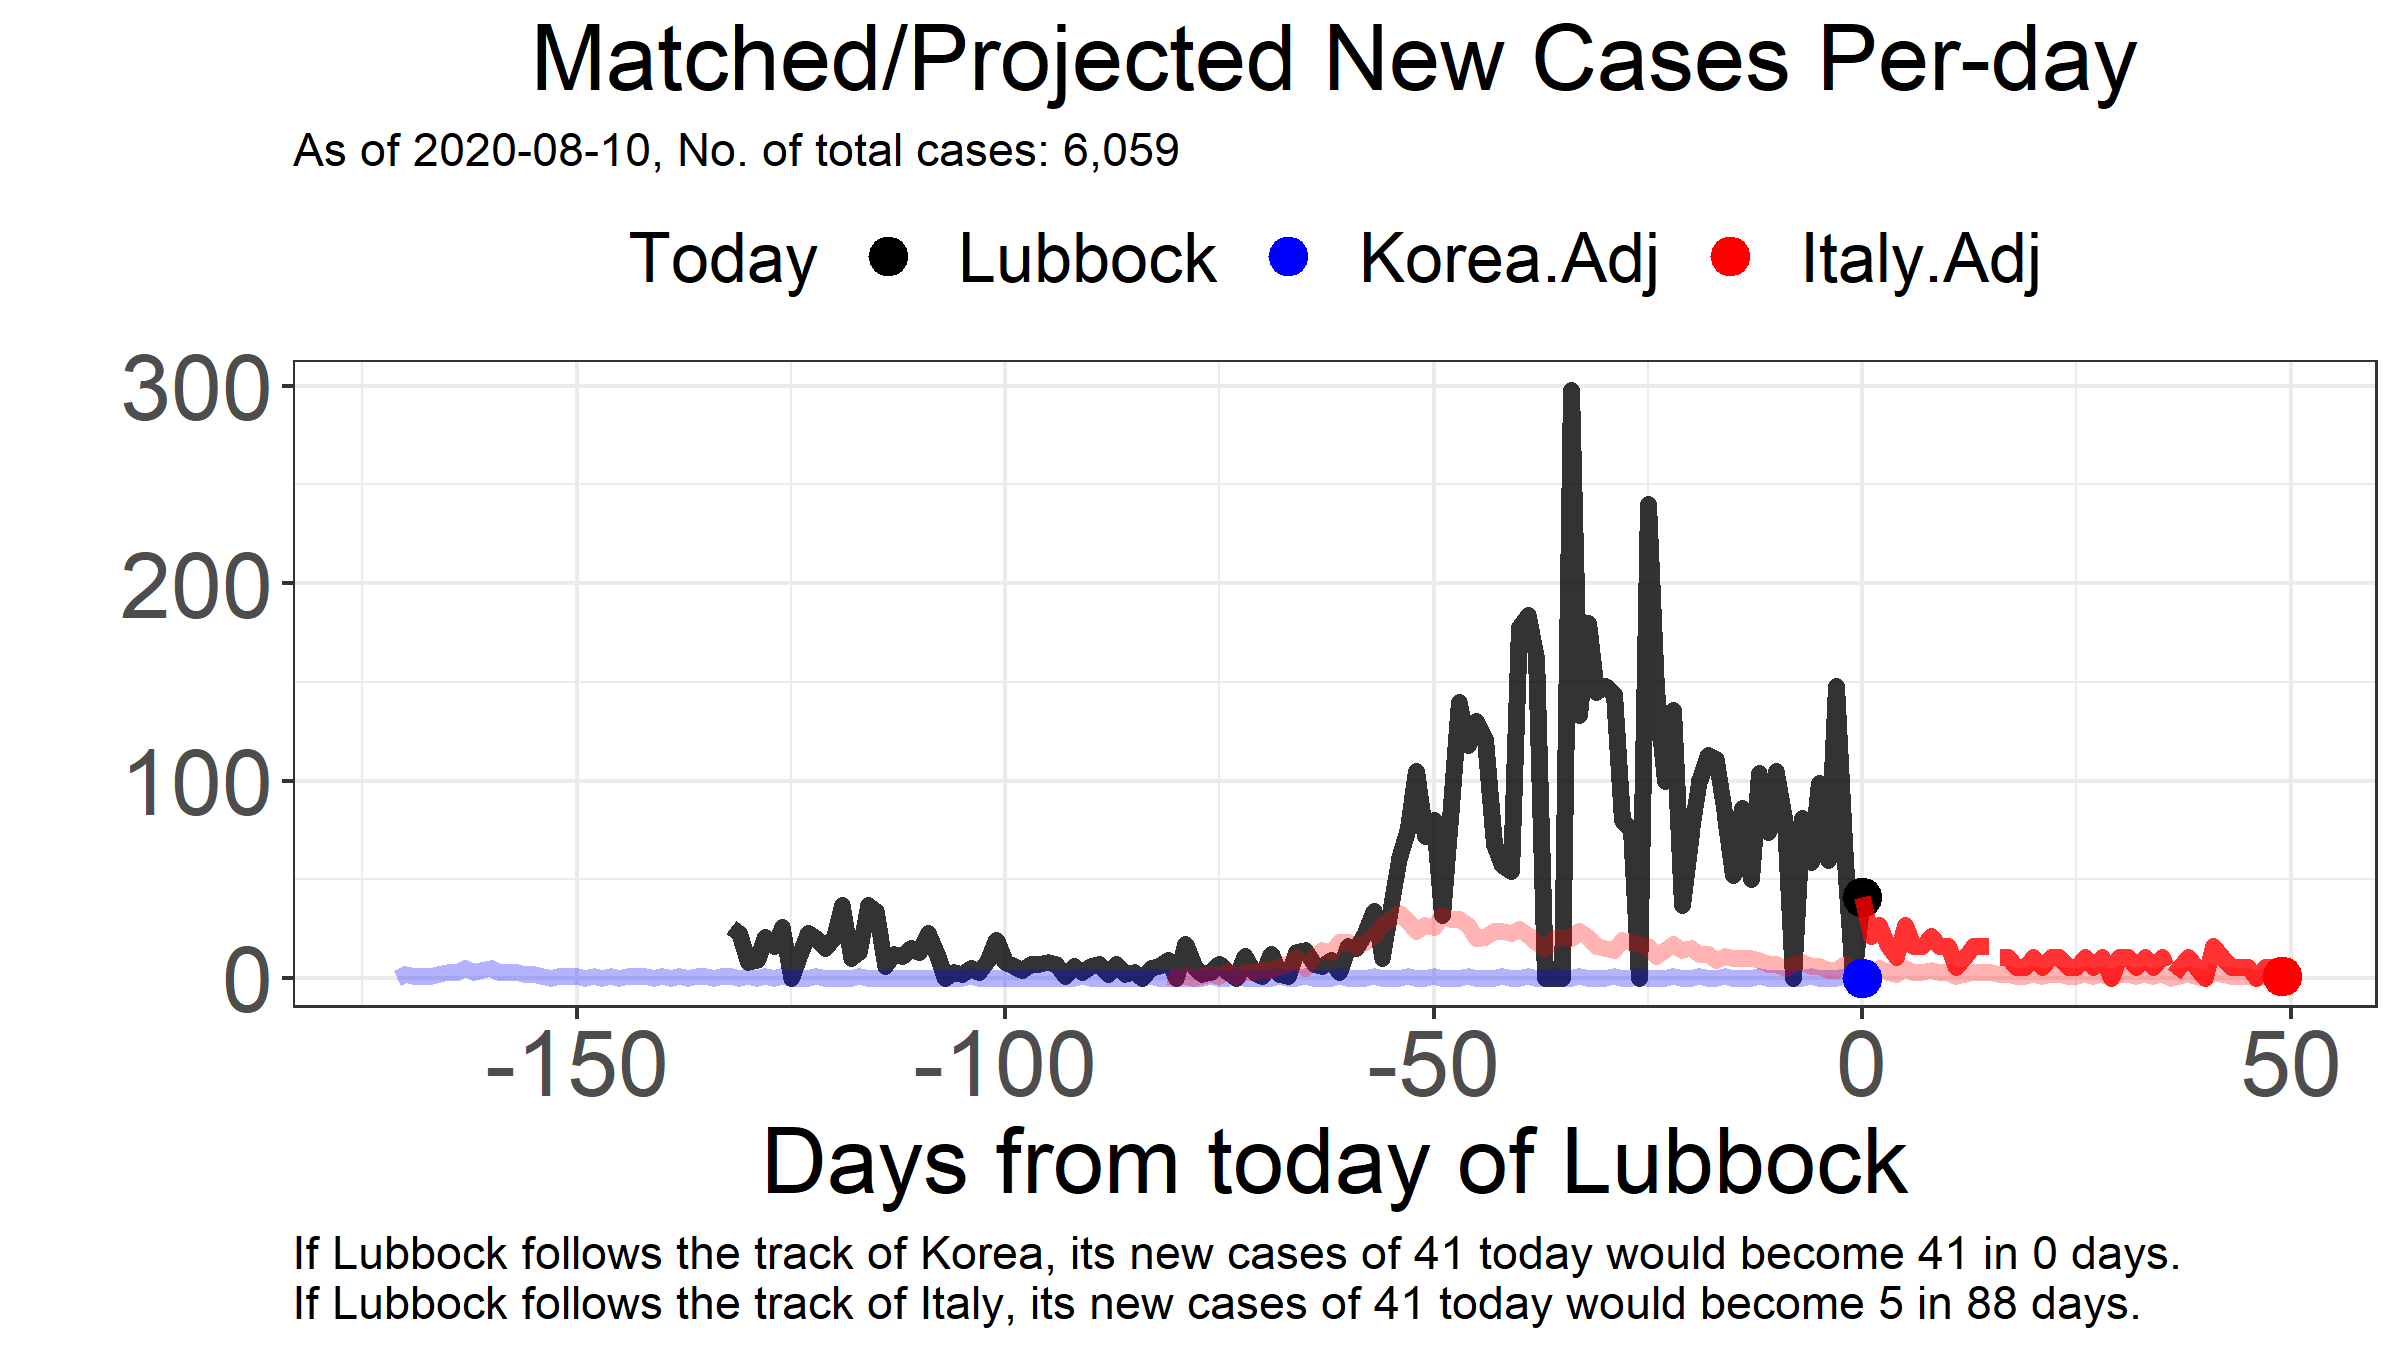 Matched/Projected New Cases Per-day
As of 2020-08-10, No. of total cases: 6,059
Today Lubbock Korea.Adj Italy.Adj
300
200
100
0
-150 -100 -50 0 50
Days from today of Lubbock
If Lubbock follows the track of Korea, its new cases of 41 today would become 41 in 0 days.
If Lubbock follows the track of Italy, its new cases of 41 today would become 5 in 88 days.